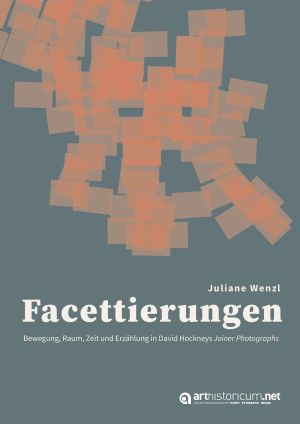 Juliane Wenzl
Facettierungen
Bewegung, Raum, Zeit und Erzählung in David Hockneys Joiner Photographs
arthistoricum.net